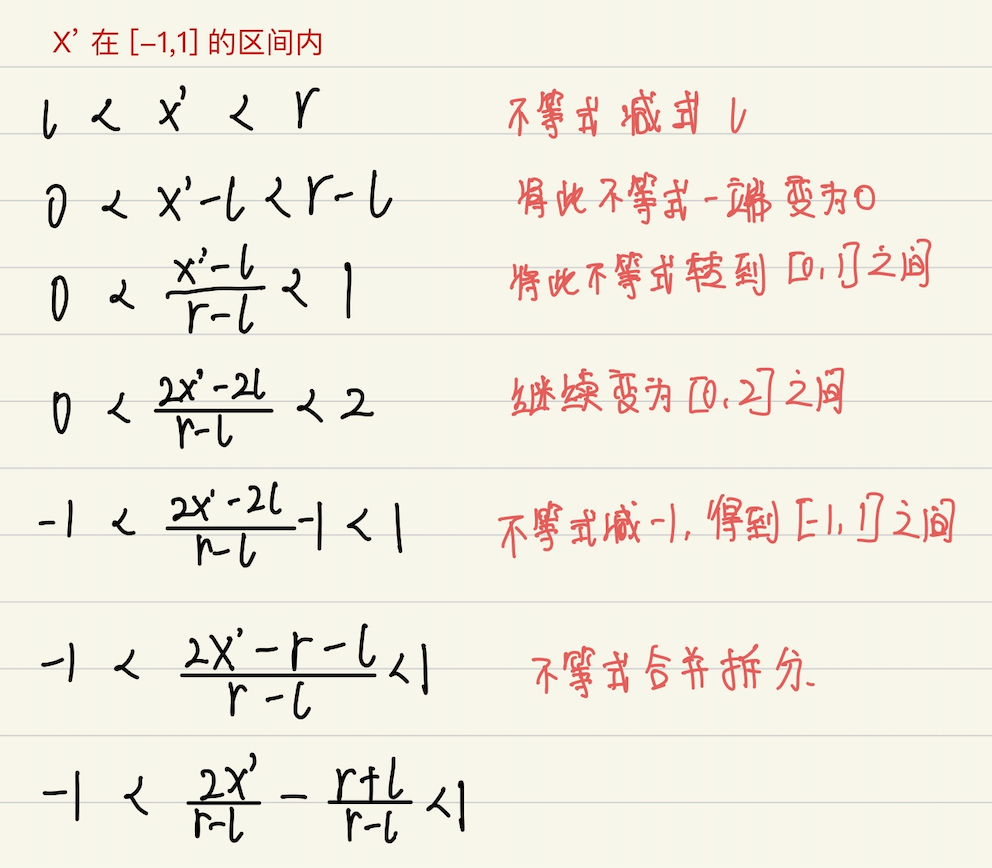 X’ 在 [-1,1] 的区间内
l < x' < r 不等式减式 l
0 < x'-l < r-l 将此不等式一端变为0
0 < \frac{x'-l}{r-l} < 1 将此不等式转到 [0,1]之间
0 < \frac{2x'-2l}{r-l} < 2 继续变为[0,2]之间
-1 < \frac{2x'-2l}{r-l}-1 < 1 不等式减-1, 得到[-1,1]之间
-1 < \frac{2x'-r-l}{r-l} < 1 不等式合并拆分.
-1 < \frac{2x'}{r-l} - \frac{r+l}{r-l} < 1